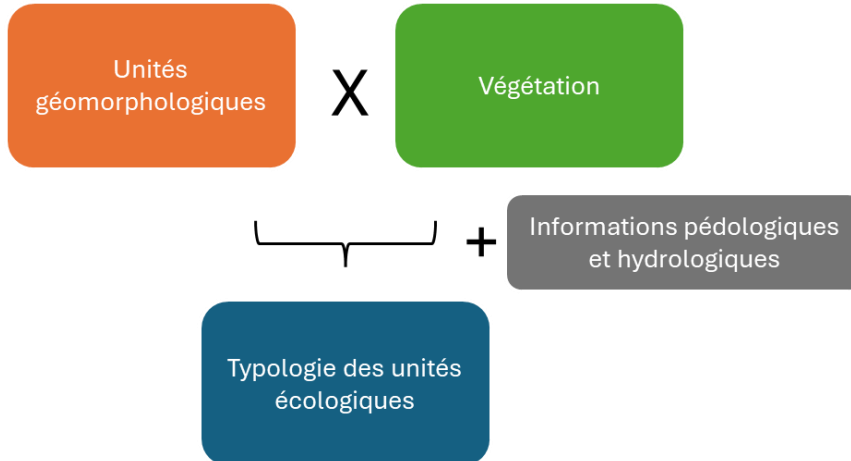 Unités
géomorphologiques
X
Végétation
+
Informations pédologiques
et hydrologiques
Typologie des unités
écologiques